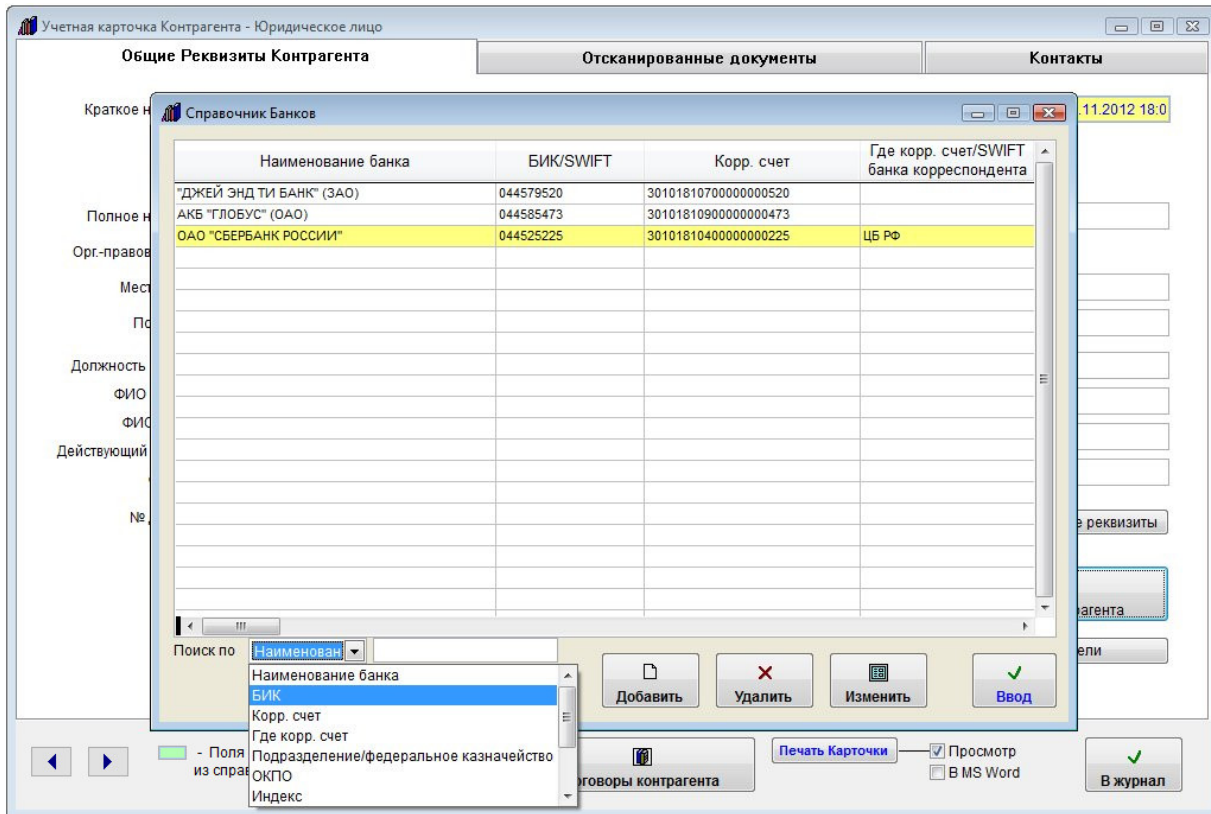 Учетная карточка Контрагента - Юридическое лицо
Общие Реквизиты Контрагента
Отсканированные документы
Контакты
Краткое н
.11.2012 18:0
Справочник Банков
Наименование банка
БИК/SWIFT
Корр. счет
Где корр. счет/SWIFT
банка корреспондента
"ДЖЕЙ ЭНД ТИ БАНК" (ЗАО) 044579520 30101810700000000520
АКБ "ГЛОБУС" (ОАО) 044585473 30101810900000000473
ОАО "СБЕРБАНК РОССИИ" 044525225 30101810400000000225 ЦБ РФ
Полное н
Орг.-правов
Мест
По
Должность
ФИО
ФИО
Действующий
№
е реквизиты
рагента
ели
Поиск по Наименован
Наименование банка
БИК
Корр. счет
Где корр. счет
Подразделение/федеральное казначейство
ОКПО
Индекс
Добавить
Удалить
Изменить
Ввод
- Поля
из справ
говоры контрагента
Печать Карточки
Просмотр
В MS Word
В журнал